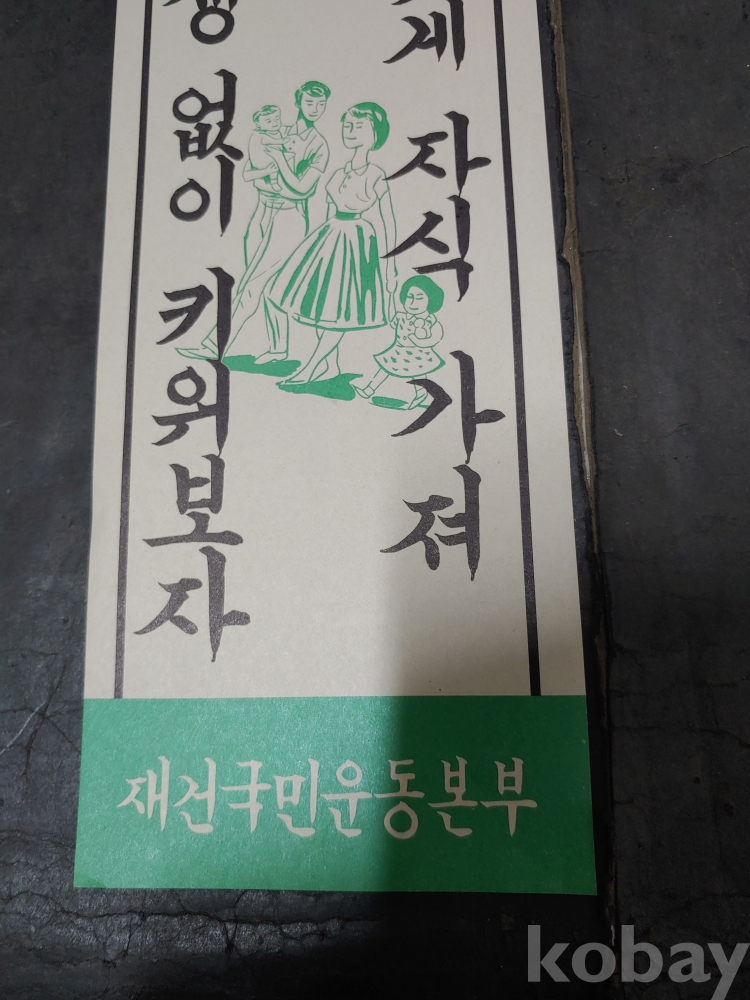 자식 가져
없이 키워보자
재건국민운동본부
kobay